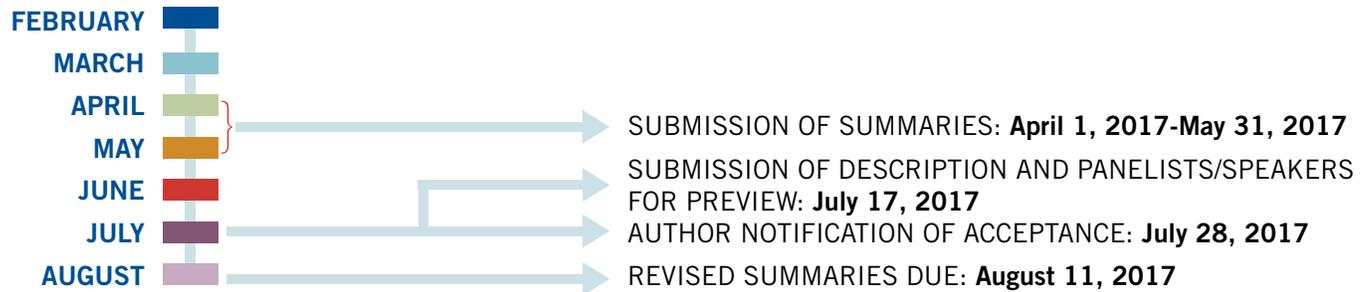 FEBRUARY
MARCH
APRIL
MAY
JUNE
JULY
AUGUST
SUBMISSION OF SUMMARIES: April 1, 2017-May 31, 2017
SUBMISSION OF DESCRIPTION AND PANELISTS/SPEAKERS
FOR PREVIEW: July 17, 2017
AUTHOR NOTIFICATION OF ACCEPTANCE: July 28, 2017
REVISED SUMMARIES DUE: August 11, 2017